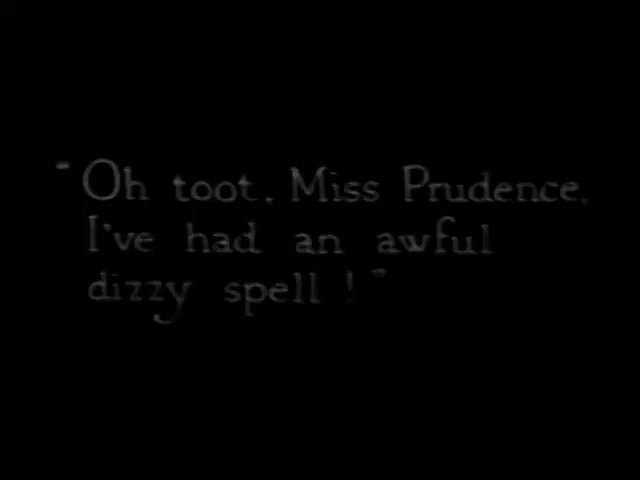 "Oh toot, Miss Prudence,
I've had an awful
dizzy spell!"